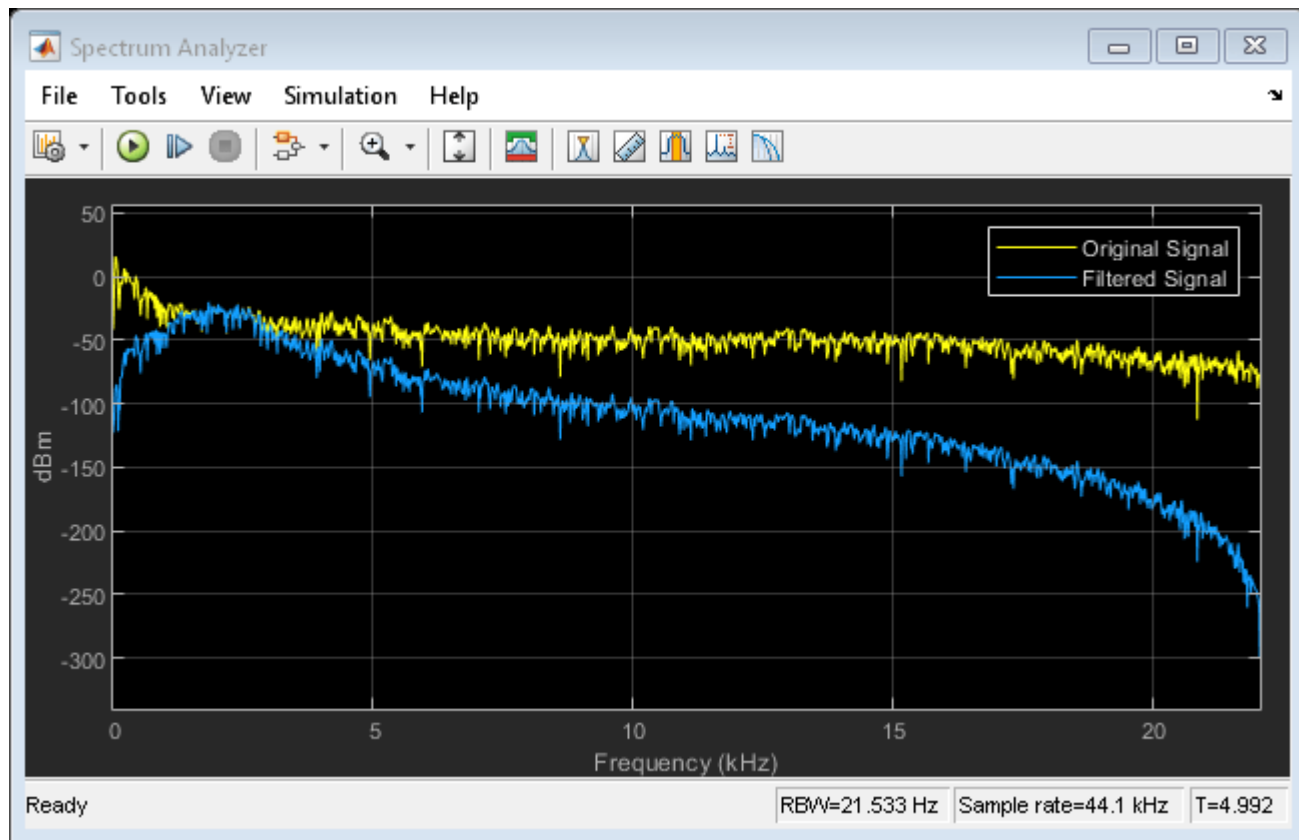 Spectrum Analyzer
File Tools View Simulation Help
50
0
-50
-100
-150
-200
-250
-300
dBm
Original Signal
Filtered Signal
0 5 10 15 20
Frequency (kHz)
Ready RBW=21.533 Hz Sample rate=44.1 kHz T=4.992